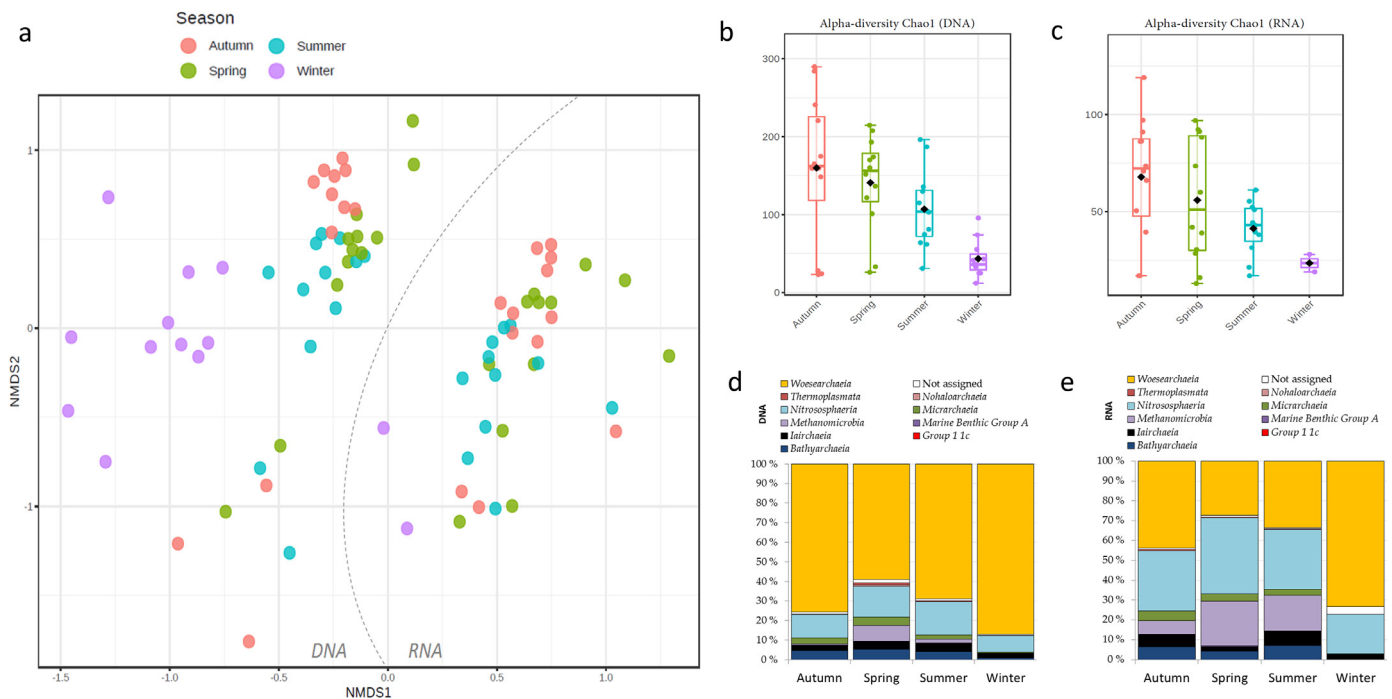 a
Season
Autumn
Summer
Spring
Winter
1
0
-1
NMDS2
-1.5
-1.0
-0.5
0.0
0.5
1.0
NMDS1
DNA
RNA
b
Alpha-diversity Chao1 (DNA)
300
200
100
0
Autumn
Spring
Summer
Winter
c
Alpha-diversity Chao1 (RNA)
100
50
Autumn
Spring
Summer
Winter
d
DNA
Woesearchaeia
Thermoplasmata
Nitrososphaeria
Methanomicrobia
Iairchaeia
Bathyarchaeia
Not assigned
Nohaloarchaeia
Micrarchaeia
Marine Benthic Group A
Group 1 1c
100 %
90 %
80 %
70 %
60 %
50 %
40 %
30 %
20 %
10 %
0 %
Autumn
Spring
Summer
Winter
e
RNA
Woesearchaeia
Thermoplasmata
Nitrososphaeria
Methanomicrobia
Iairchaeia
Bathyarchaeia
Not assigned
Nohaloarchaeia
Micrarchaeia
Marine Benthic Group A
Group 1 1c
100 %
90 %
80 %
70 %
60 %
50 %
40 %
30 %
20 %
10 %
0 %
Autumn
Spring
Summer
Winter